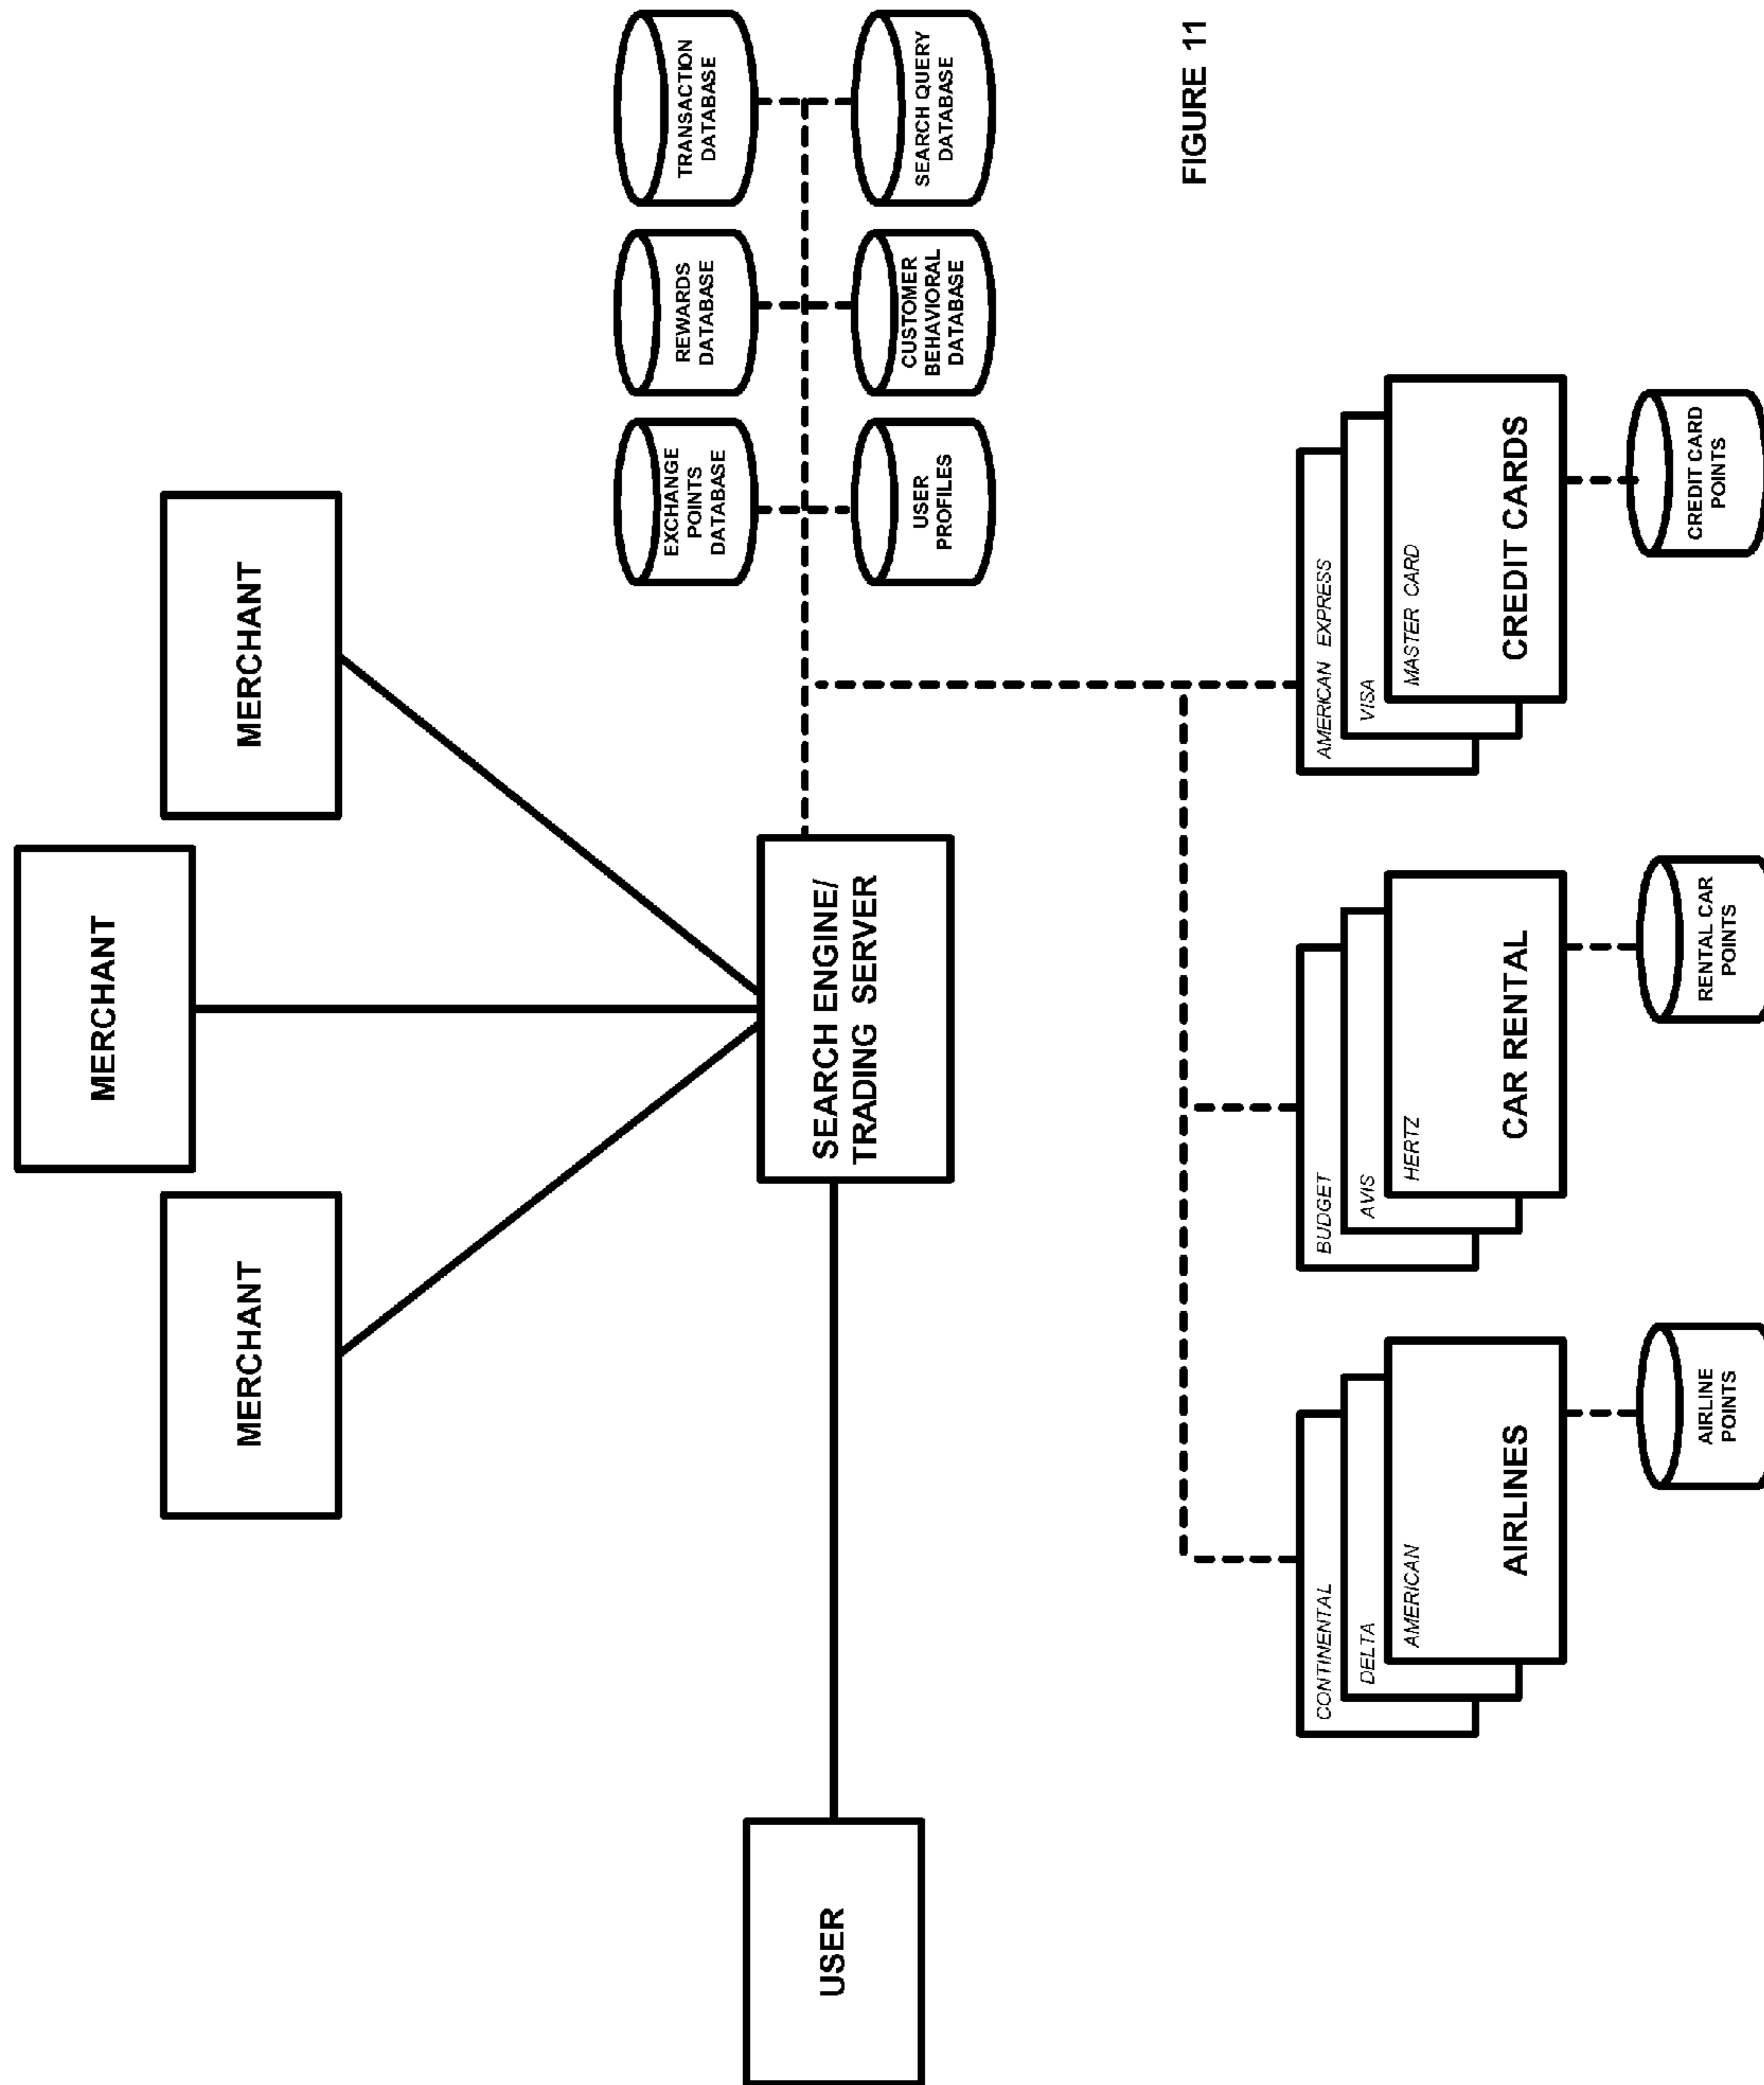 MERCHANT
MERCHANT
MERCHANT
USER
SEARCH ENGINE/
TRADING SERVER
EXCHANGE
POINTS
DATABASE
REWARDS
DATABASE
TRANSACTION
DATABASE
USER
PROFILES
CUSTOMER
BEHAVIORAL
DATABASE
SEARCH QUERY
DATABASE
CONTINENTAL
DELTA
AMERICAN
AIRLINES
AIRLINE
POINTS
BUDGET
AVIS
HERTZ
CAR RENTAL
RENTAL CAR
POINTS
AMERICAN EXPRESS
VISA
MASTER CARD
CREDIT CARDS
CREDIT CARD
POINTS
FIGURE 11